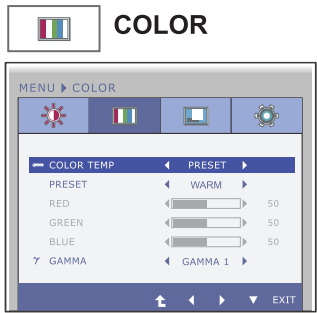 COLOR
MENU ▶ COLOR
COLOR TEMP ◀ PRESET ▶
PRESET ◀ WARM ▶
RED 50
GREEN 50
BLUE 50
γ GAMMA ◀ GAMMA 1 ▶
◀ ▶ ▼ EXIT